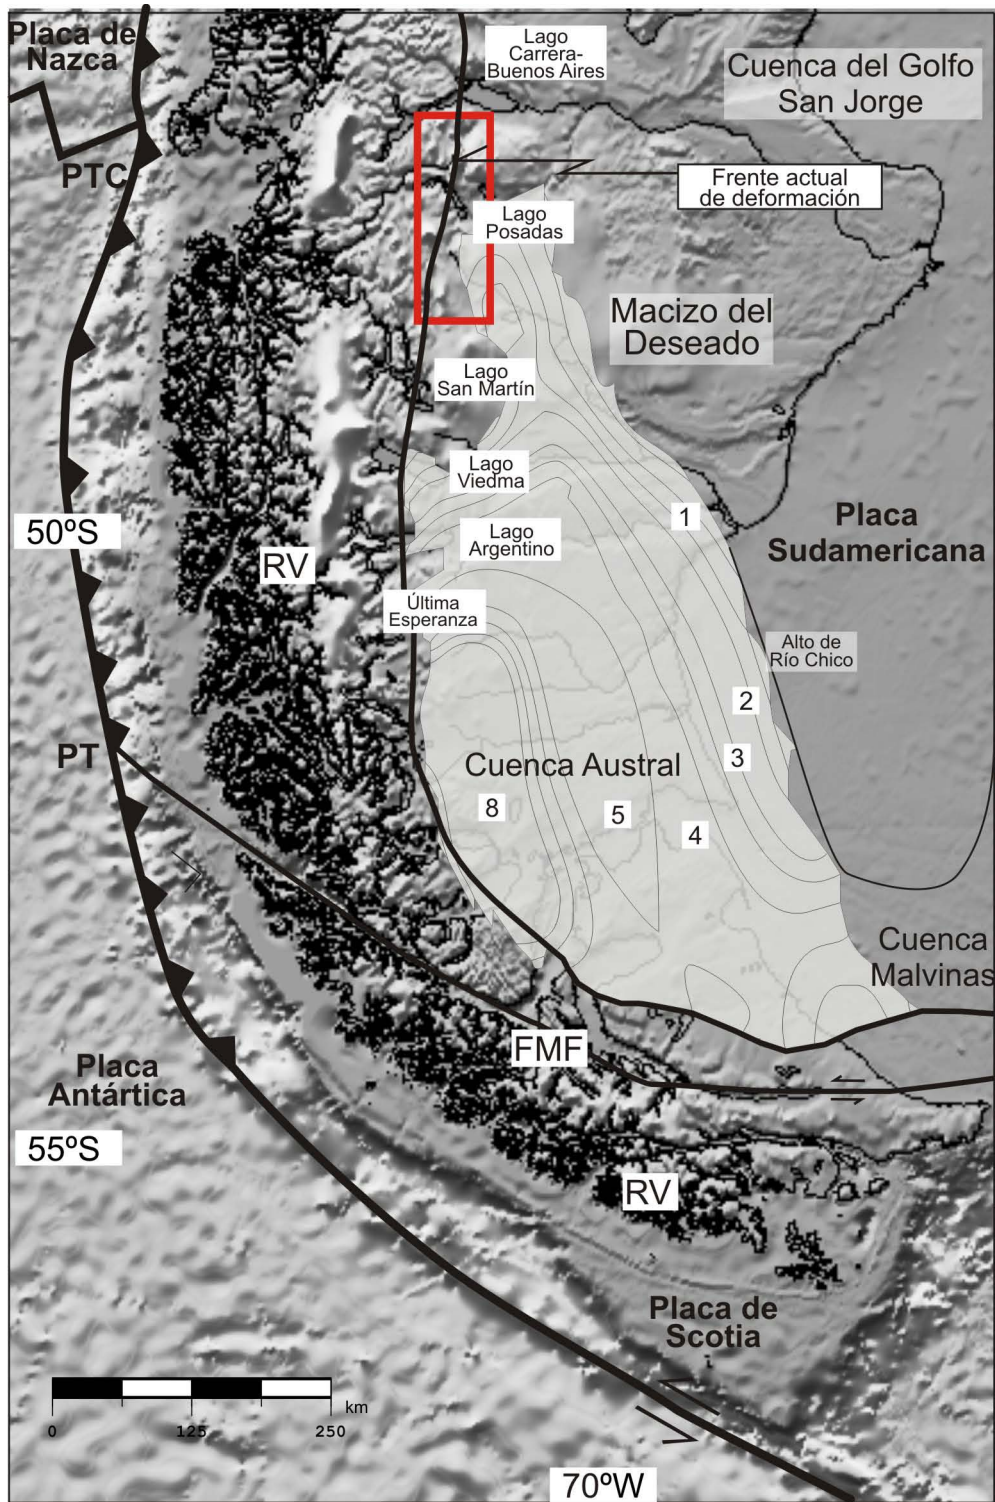 Placa de
Nazca
Lago
Carrera-
Buenos Aires
Cuenca del Golfo
San Jorge
PTC
Frente actual
de deformación
Lago
Posadas
Macizo del
Deseado
Lago
San Martín
Lago
Viedma
1
Placa
Sudamericana
50ºS
Lago
Argentino
RV
Última
Esperanza
Alto de
Río Chico
2
PT
3
Cuenca Austral
8
5
4
Cuenca
Malvinas
FMF
Placa
Antártica
55ºS
RV
Placa de
Scotia
km
0
125
250
70ºW